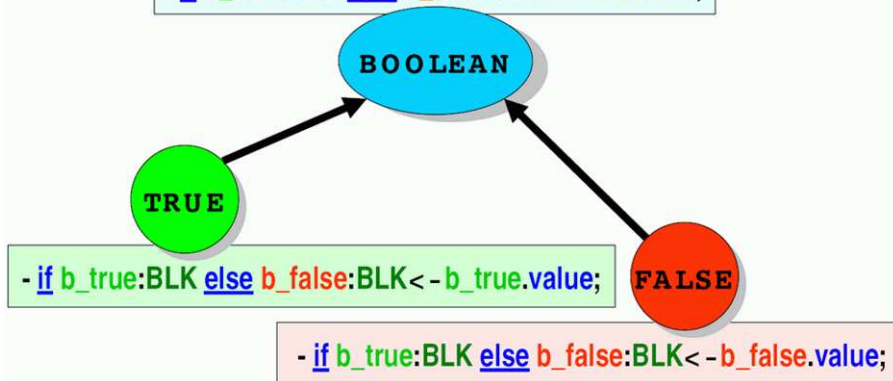 BOOLEAN
TRUE
- if b_true:BLK else b_false:BLK<-b_true.value;
FALSE
- if b_true:BLK else b_false:BLK<-b_false.value;